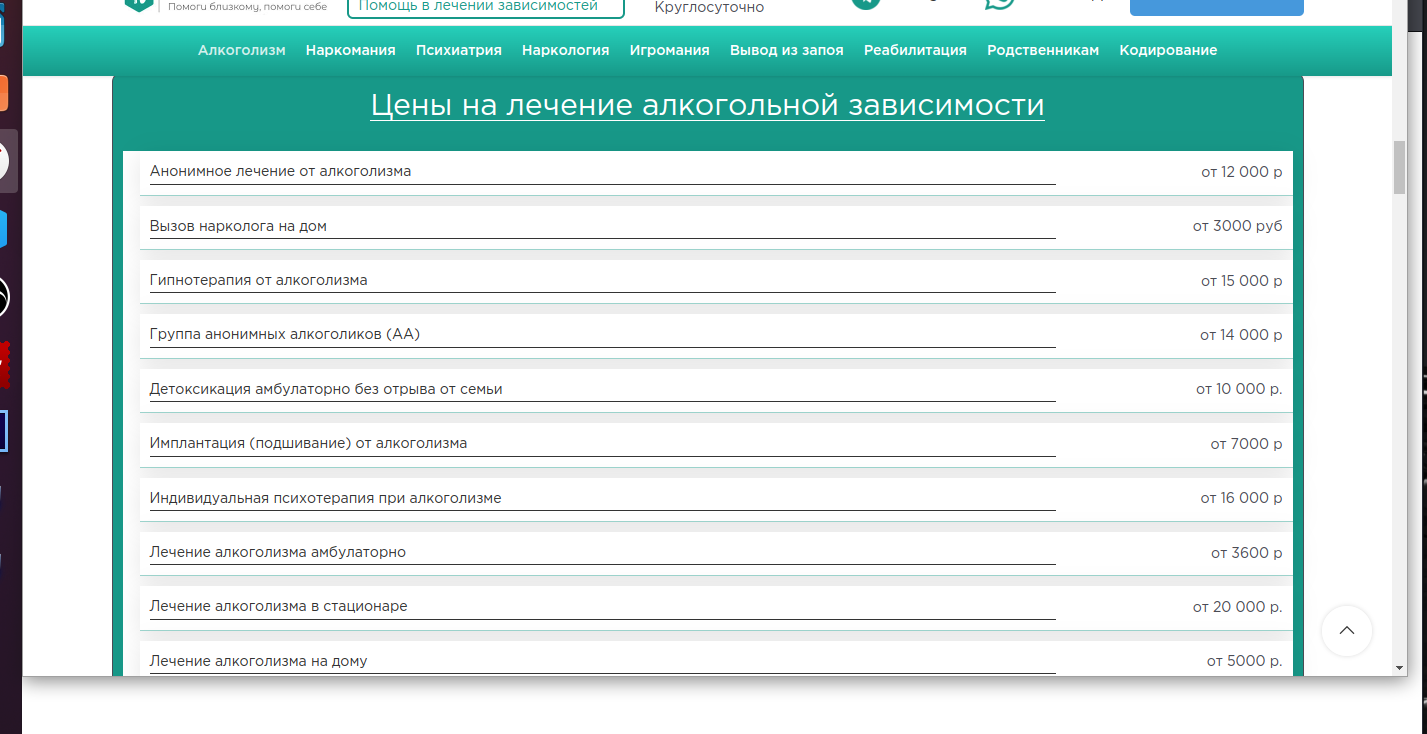 Помоги близкому, помоги себе
Помощь в лечении зависимостей
Круглосуточно
Алкоголизм Наркомания Психиатрия Наркология Игромания Вывод из запоя Реабилитация Родственникам Кодирование
Цены на лечение алкогольной зависимости
Анонимное лечение от алкоголизма от 12 000 р
Вызов нарколога на дом от 3000 руб
Гипнотерапия от алкоголизма от 15 000 р
Группа анонимных алкоголиков (АА) от 14 000 р
Детоксикация амбулаторно без отрыва от семьи от 10 000 р.
Имплантация (подшивание) от алкоголизма от 7000 р
Индивидуальная психотерапия при алкоголизме от 16 000 р
Лечение алкоголизма амбулаторно от 3600 р
Лечение алкоголизма в стационаре от 20 000 р.
Лечение алкоголизма на дому от 5000 р.